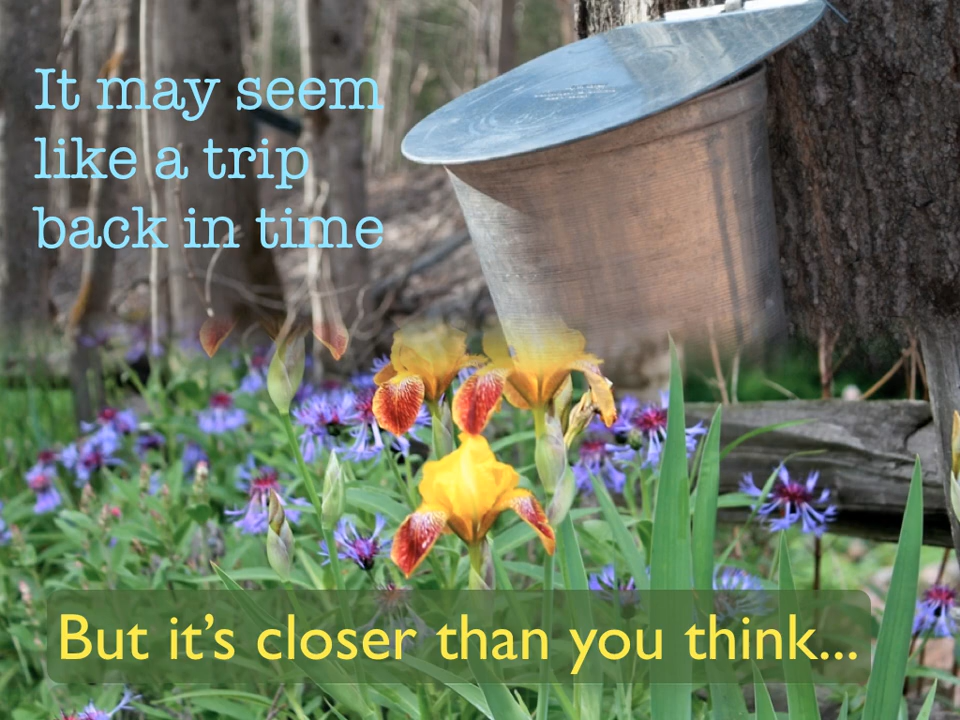 It may seem
like a trip
back in time
But it’s closer than you think...